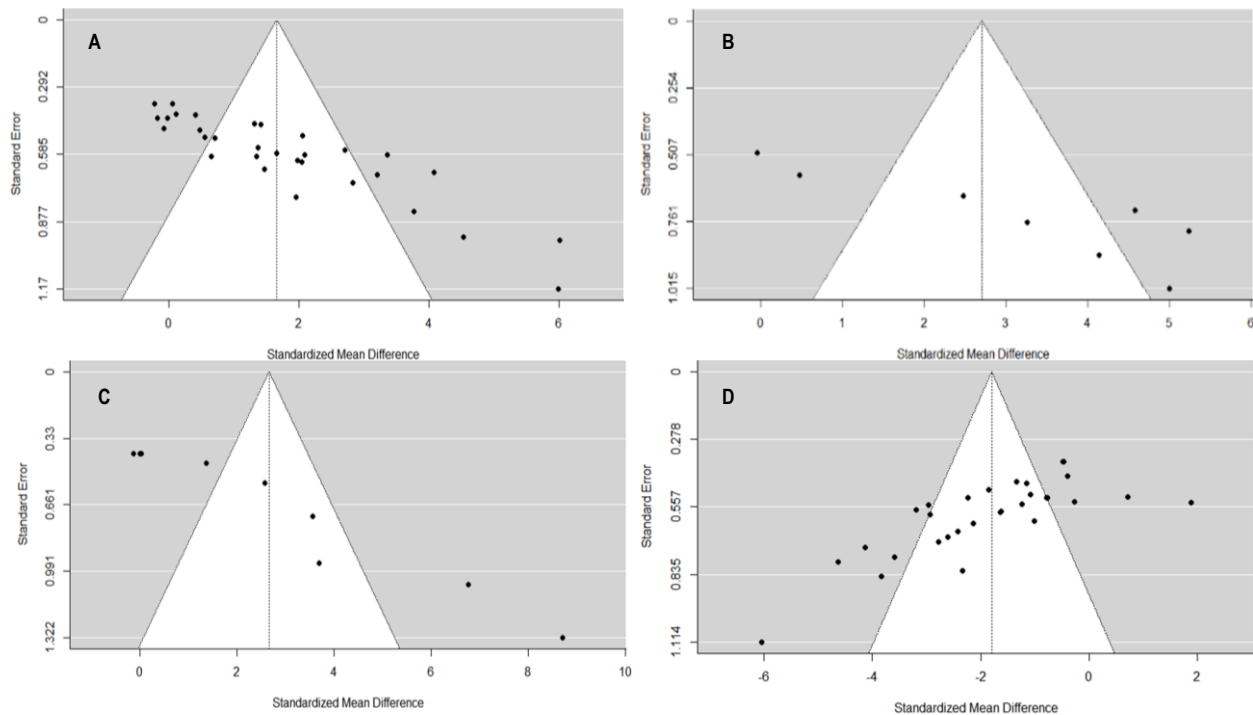 A
Standard Error
0
0.292
0.585
0.877
1.17
0 2 4 6
Standardized Mean Difference
B
Standard Error
0
0.254
0.507
0.761
1.015
0 1 2 3 4 5 6
Standardized Mean Difference
C
Standard Error
0
0.33
0.661
0.991
1.322
0 2 4 6 8 10
Standardized Mean Difference
D
Standard Error
0
0.278
0.557
0.835
1.114
-6 -4 -2 0 2
Standardized Mean Difference